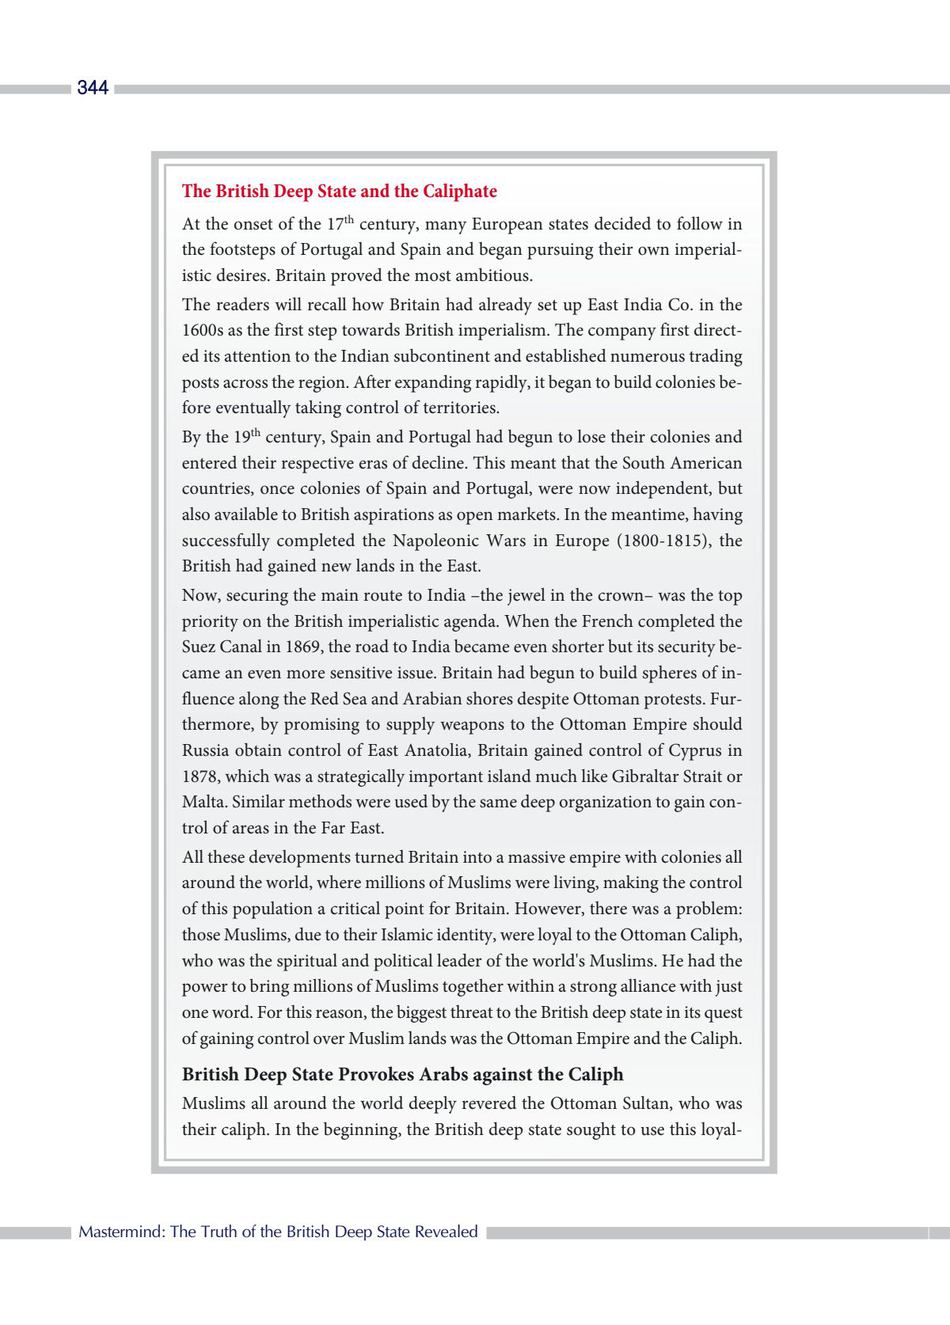 344
The British Deep State and the Caliphate
At the onset of the 17th century, many European states decided to follow in
the footsteps of Portugal and Spain and began pursuing their own imperial-
istic desires. Britain proved the most ambitious.
The readers will recall how Britain had already set up East India Co. in the
1600s as the first step towards British imperialism. The company first direct-
ed its attention to the Indian subcontinent and established numerous trading
posts across the region. After expanding rapidly, it began to build colonies be-
fore eventually taking control of territories.
By the 19th century, Spain and Portugal had begun to lose their colonies and
entered their respective eras of decline. This meant that the South American
countries, once colonies of Spain and Portugal, were now independent, but
also available to British aspirations as open markets. In the meantime, having
successfully completed the Napoleonic Wars in Europe (1800-1815), the
British had gained new lands in the East.
Now, securing the main route to India –the jewel in the crown– was the top
priority on the British imperialistic agenda. When the French completed the
Suez Canal in 1869, the road to India became even shorter but its security be-
came an even more sensitive issue. Britain had begun to build spheres of in-
fluence along the Red Sea and Arabian shores despite Ottoman protests. Fur-
thermore, by promising to supply weapons to the Ottoman Empire should
Russia obtain control of East Anatolia, Britain gained control of Cyprus in
1878, which was a strategically important island much like Gibraltar Strait or
Malta. Similar methods were used by the same deep organization to gain con-
trol of areas in the Far East.
All these developments turned Britain into a massive empire with colonies all
around the world, where millions of Muslims were living, making the control
of this population a critical point for Britain. However, there was a problem:
those Muslims, due to their Islamic identity, were loyal to the Ottoman Caliph,
who was the spiritual and political leader of the world's Muslims. He had the
power to bring millions of Muslims together within a strong alliance with just
one word. For this reason, the biggest threat to the British deep state in its quest
of gaining control over Muslim lands was the Ottoman Empire and the Caliph.
British Deep State Provokes Arabs against the Caliph
Muslims all around the world deeply revered the Ottoman Sultan, who was
their caliph. In the beginning, the British deep state sought to use this loyal-
Mastermind: The Truth of the British Deep State Revealed